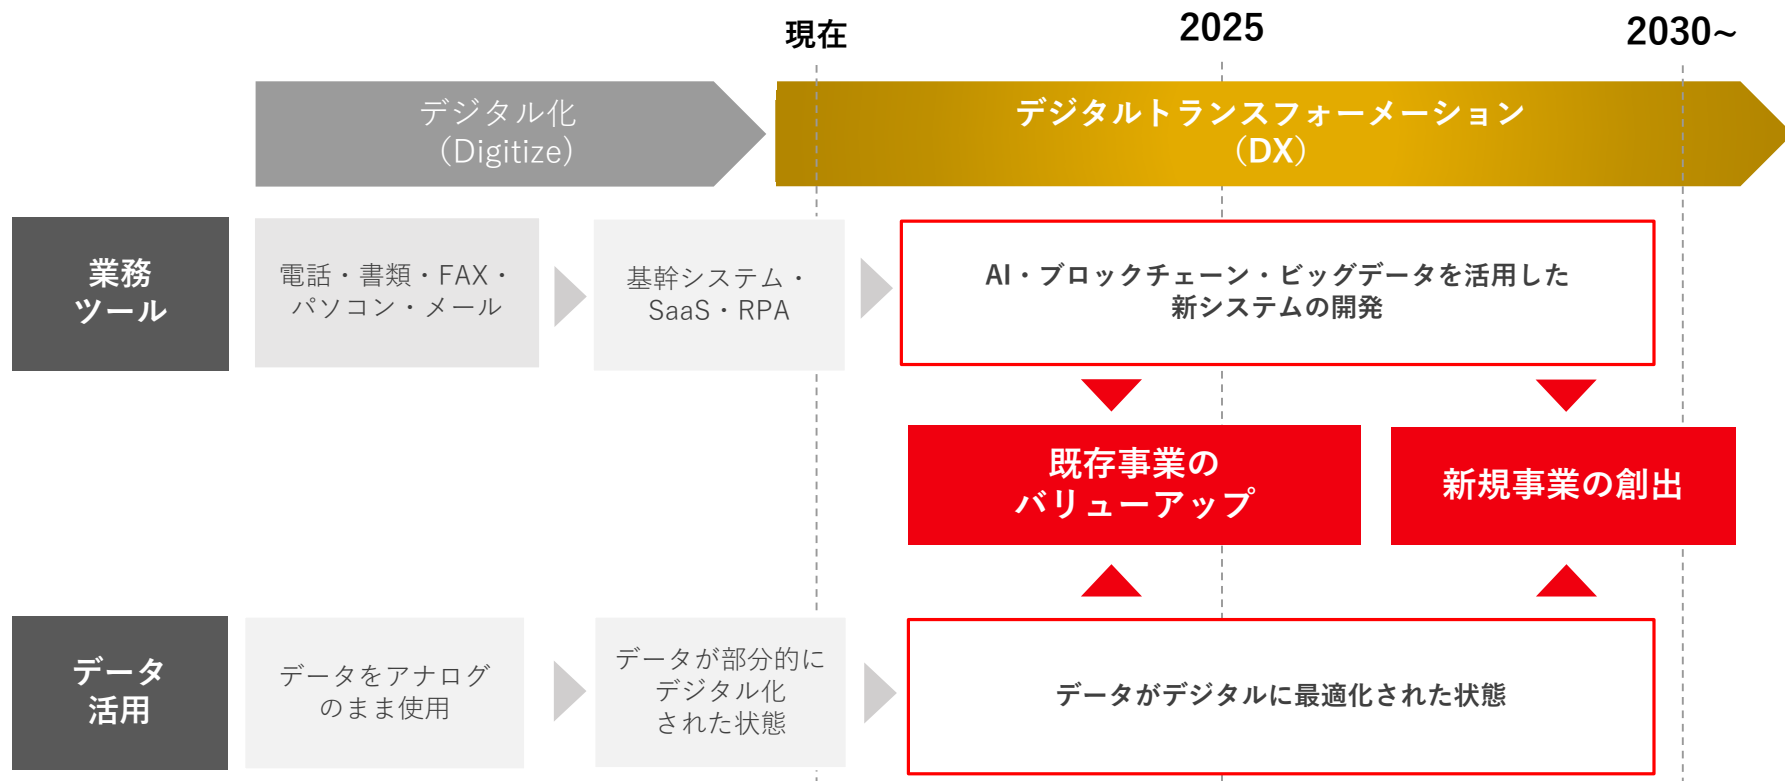 現在
2025
2030~
デジタル化
（Digitize）
デジタルトランスフォーメーション
（DX）
業務
ツール
電話・書類・FAX・
パソコン・メール
基幹システム・
SaaS・RPA
AI・ブロックチェーン・ビッグデータを活用した
新システムの開発
既存事業の
バリューアップ
新規事業の創出
データ
活用
データをアナログ
のまま使用
データが部分的に
デジタル化
された状態
データがデジタルに最適化された状態